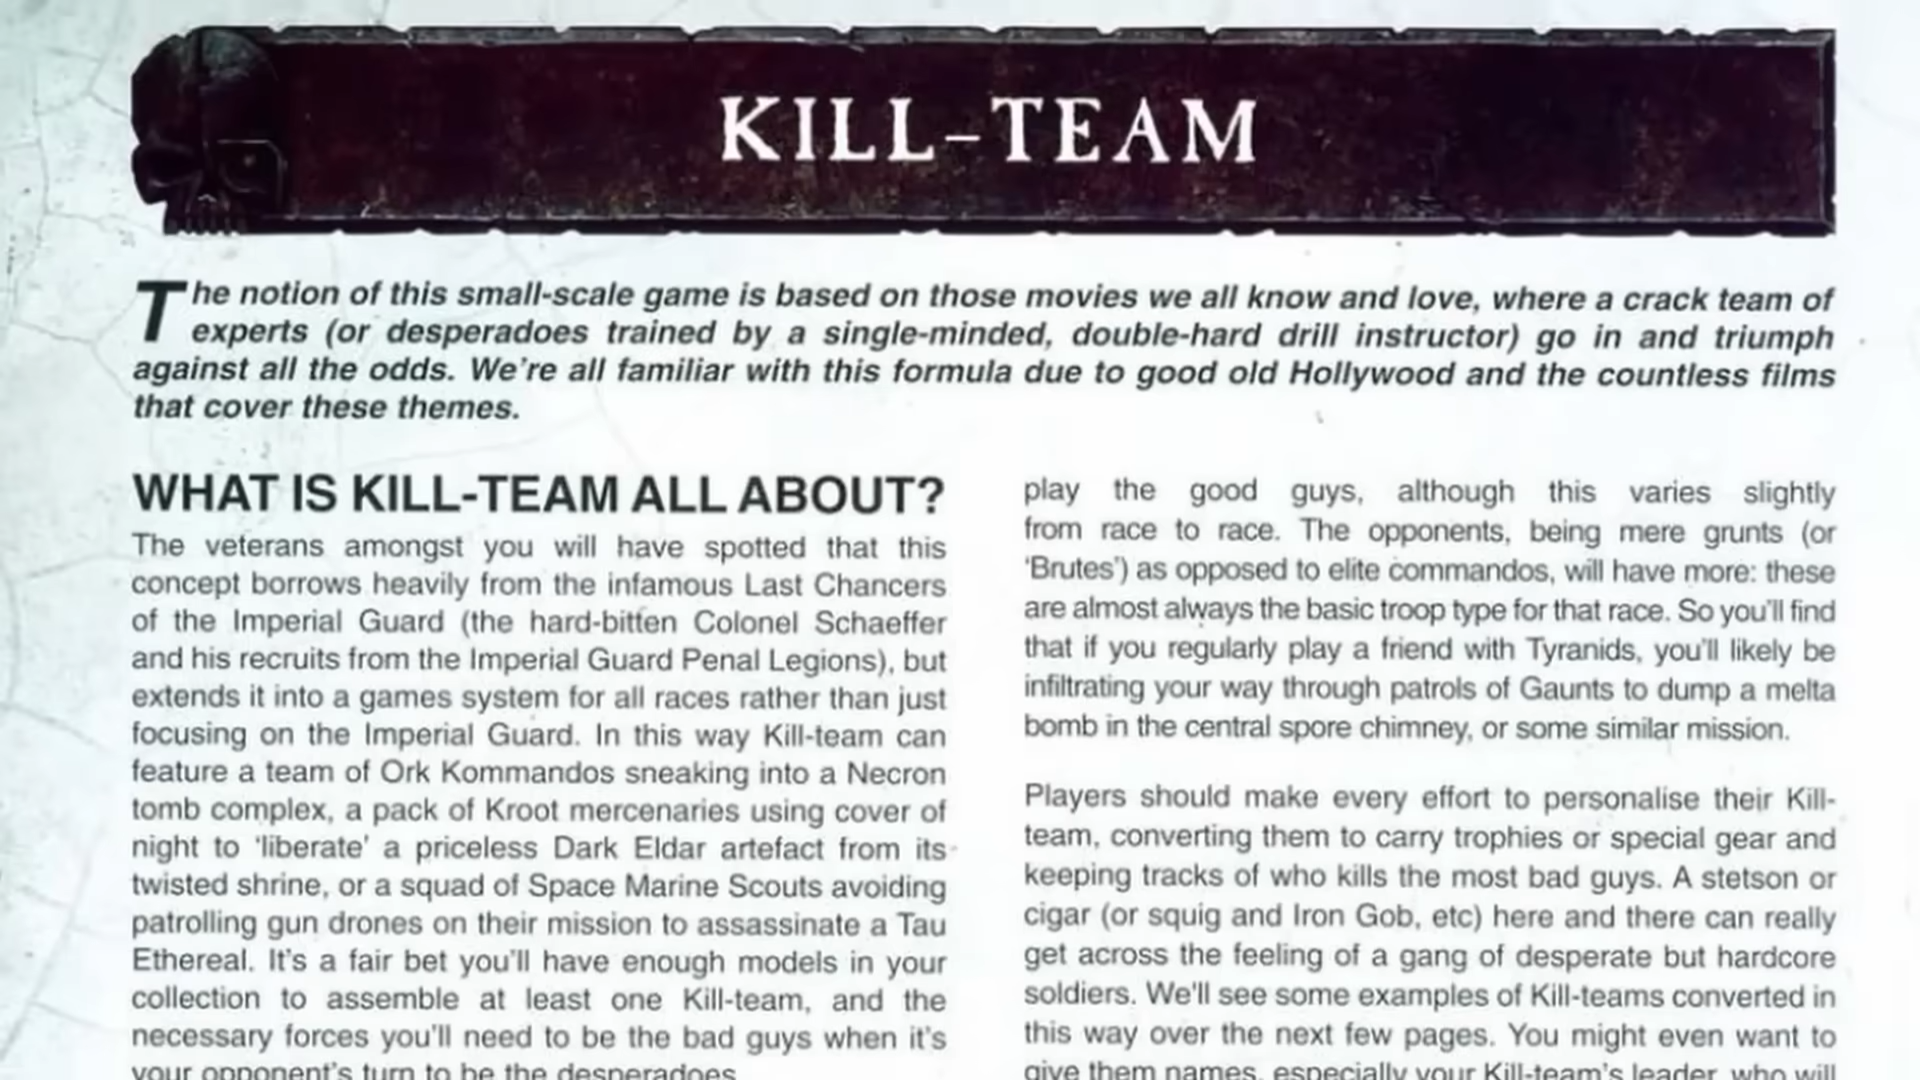 KILL-TEAM
The notion of this small-scale game is based on those movies we all know and love, where a crack team of
experts (or desperadoes trained by a single-minded, double-hard drill instructor) go in and triumph
against all the odds. We're all familiar with this formula due to good old Hollywood and the countless films
that cover these themes.
WHAT IS KILL-TEAM ALL ABOUT?
The veterans amongst you will have spotted that this
concept borrows heavily from the infamous Last Chancers
of the Imperial Guard (the hard-bitten Colonel Schaeffer
and his recruits from the Imperial Guard Penal Legions), but
extends it into a games system for all races rather than just
focusing on the Imperial Guard. In this way Kill-team can
feature a team of Ork Kommandos sneaking into a Necron
tomb complex, a pack of Kroot mercenaries using cover of
night to 'liberate' a priceless Dark Eldar artefact from its
twisted shrine, or a squad of Space Marine Scouts avoiding
patrolling gun drones on their mission to assassinate a Tau
Ethereal. It's a fair bet you'll have enough models in your
collection to assemble at least one Kill-team, and the
necessary forces you'll need to be the bad guys when it's
your opponent's turn to be the desperadoes.
play the good guys, although this varies slightly
from race to race. The opponents, being mere grunts (or
'Brutes') as opposed to elite commandos, will have more: these
are almost always the basic troop type for that race. So you'll find
that if you regularly play a friend with Tyranids, you'll likely be
infiltrating your way through patrols of Gaunts to dump a melta
bomb in the central spore chimney, or some similar mission.
Players should make every effort to personalise their Kill-
team, converting them to carry trophies or special gear and
keeping tracks of who kills the most bad guys. A stetson or
cigar (or squig and Iron Gob, etc) here and there can really
get across the feeling of a gang of desperate but hardcore
soldiers. We'll see some examples of Kill-teams converted in
this way over the next few pages. You might even want to
give them names, especially your Kill-team's leader, who will